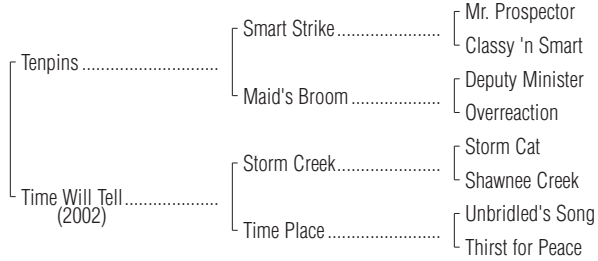 Mr. Prospector
Smart Strike........................
Classy 'n Smart
Tenpins ..............................
Deputy Minister
Maid's Broom ....................
Overreaction
Storm Cat
Storm Creek.......................
Shawnee Creek
Time Will Tell.....................
(2002)
Unbridled's Song
Time Place .........................
Thirst for Peace